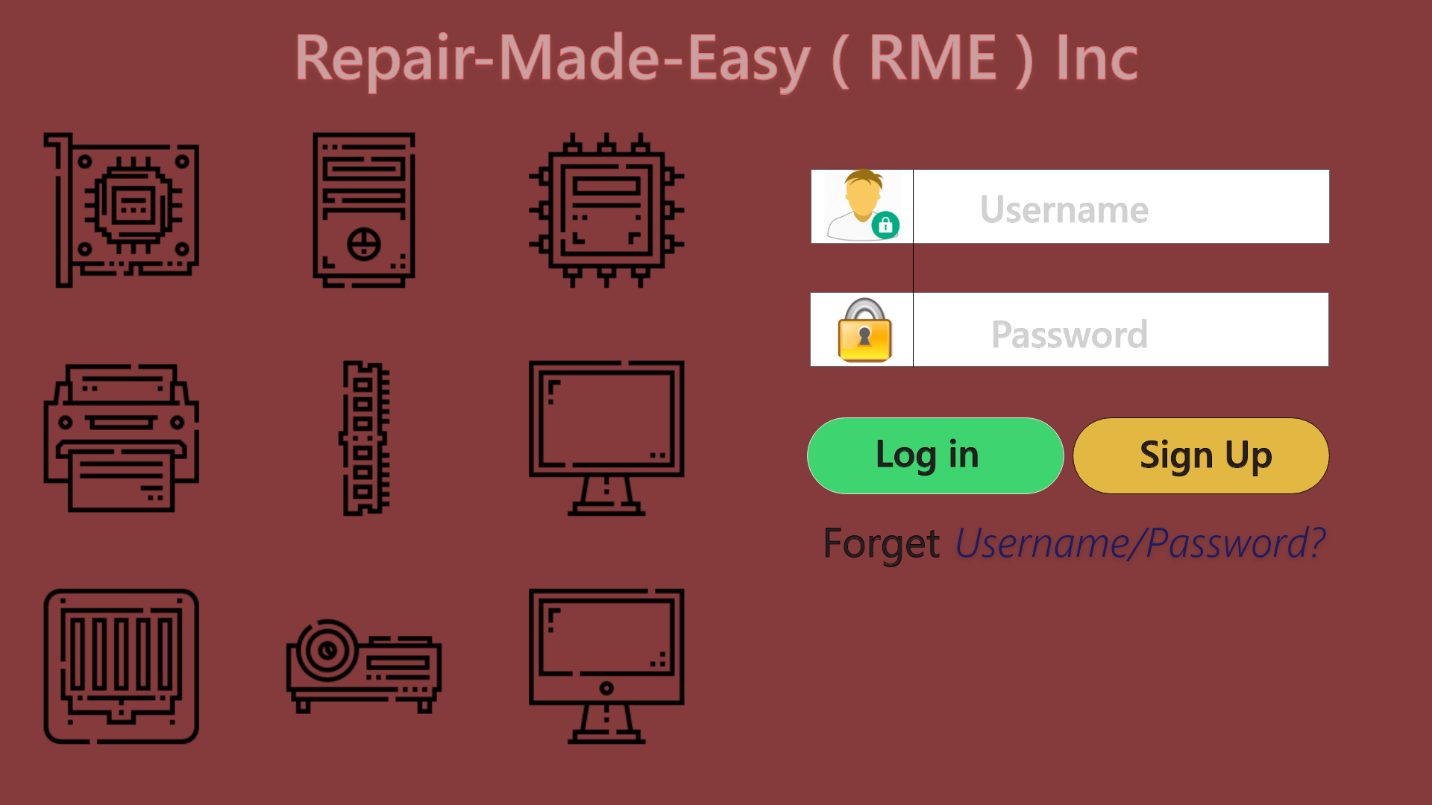 Repair-Made-Easy ( RME ) Inc
Username
Password
Log in
Sign Up
Forget Username/Password?